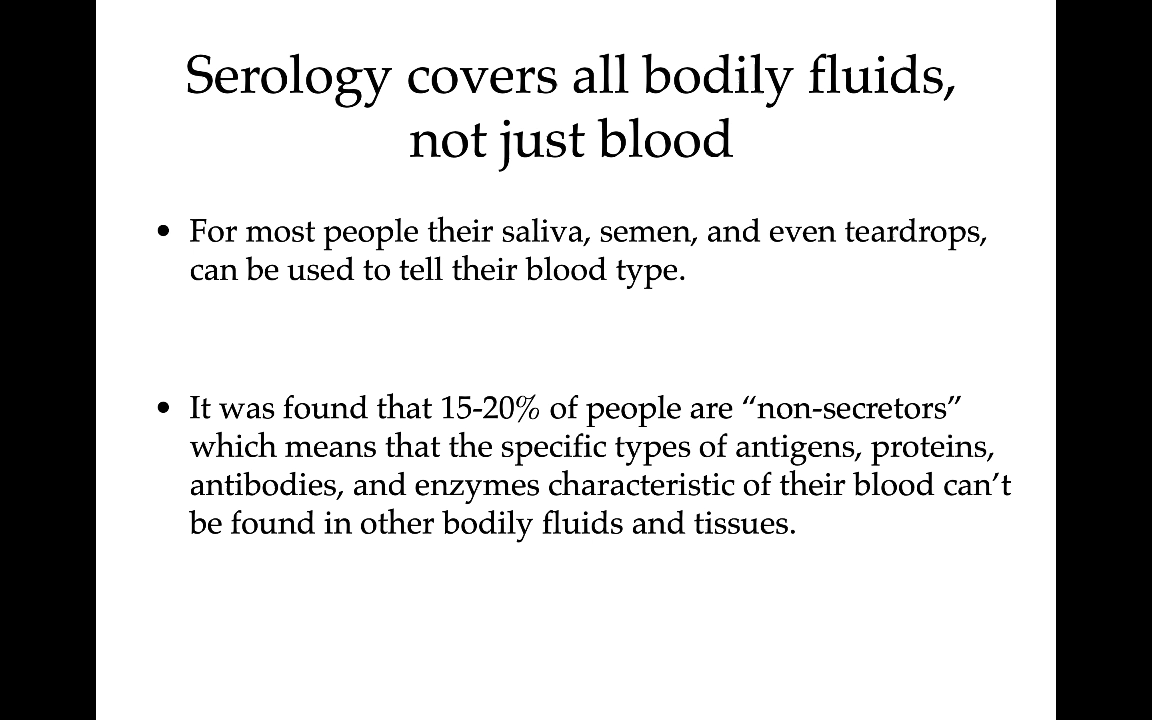 Serology covers all bodily fluids,
not just blood
• For most people their saliva, semen, and even teardrops,
can be used to tell their blood type.
• It was found that 15-20% of people are “non-secretors”
which means that the specific types of antigens, proteins,
antibodies, and enzymes characteristic of their blood can’t
be found in other bodily fluids and tissues.